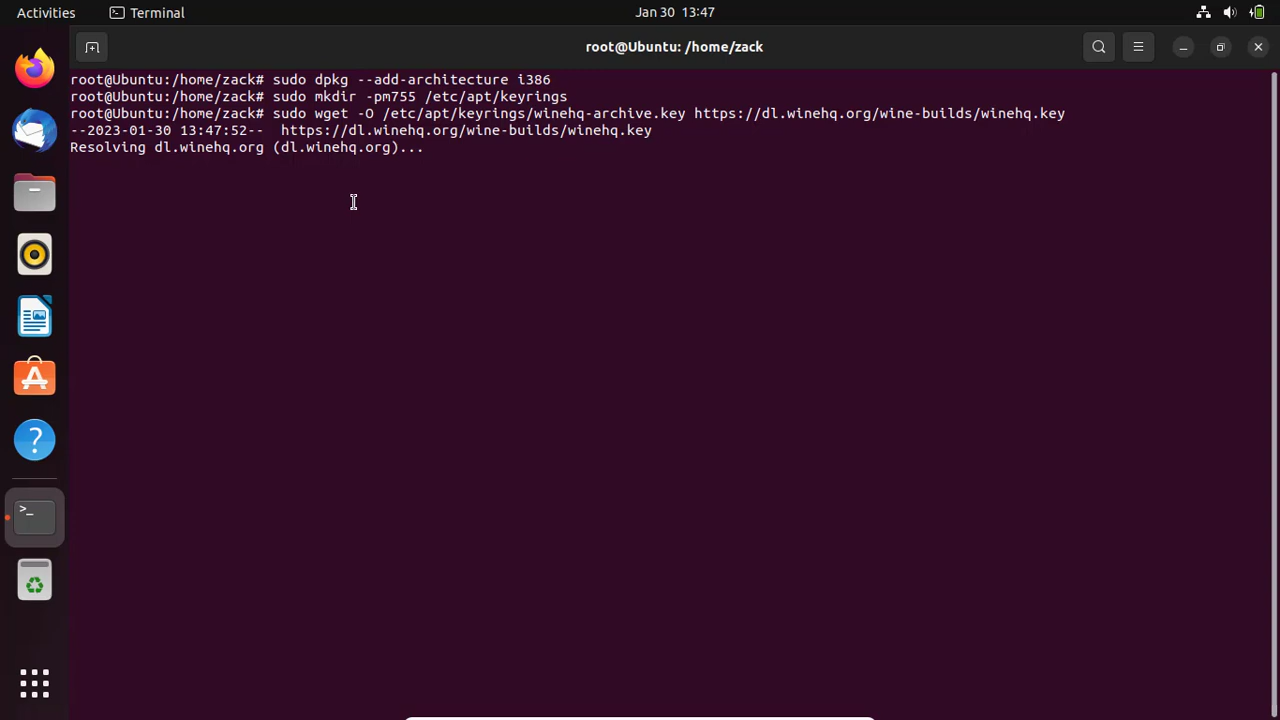 Activities
Terminal
Jan 30 13:47
root@Ubuntu: /home/zack
root@Ubuntu:/home/zack# sudo dpkg --add-architecture i386
root@Ubuntu:/home/zack# sudo mkdir -pm755 /etc/apt/keyrings
root@Ubuntu:/home/zack# sudo wget -O /etc/apt/keyrings/winehq-archive.key https://dl.winehq.org/wine-builds/winehq.key
--2023-01-30 13:47:52--  https://dl.winehq.org/wine-builds/winehq.key
Resolving dl.winehq.org (dl.winehq.org)...